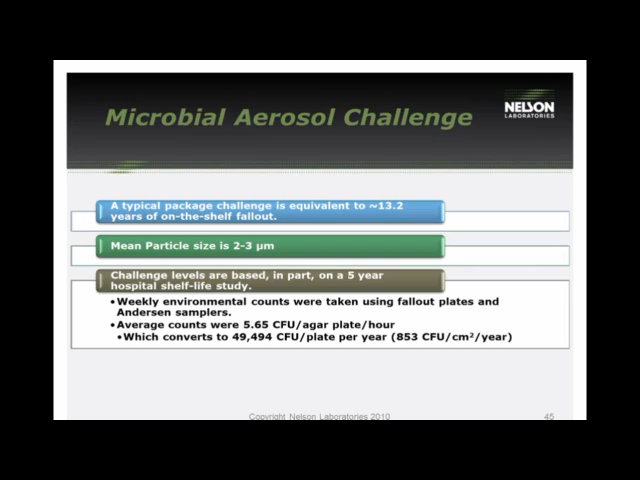 Microbial Aerosol Challenge
NELSON
LABORATORIES
A typical package challenge is equivalent to ~13.2
years of on-the-shelf fallout.
Mean Particle size is 2-3 µm
Challenge levels are based, in part, on a 5 year
hospital shelf-life study.
•Weekly environmental counts were taken using fallout plates and
Andersen samplers.
•Average counts were 5.65 CFU/agar plate/hour
•Which converts to 49,494 CFU/plate per year (853 CFU/cm²/year)
Copyright Nelson Laboratories 2010
45